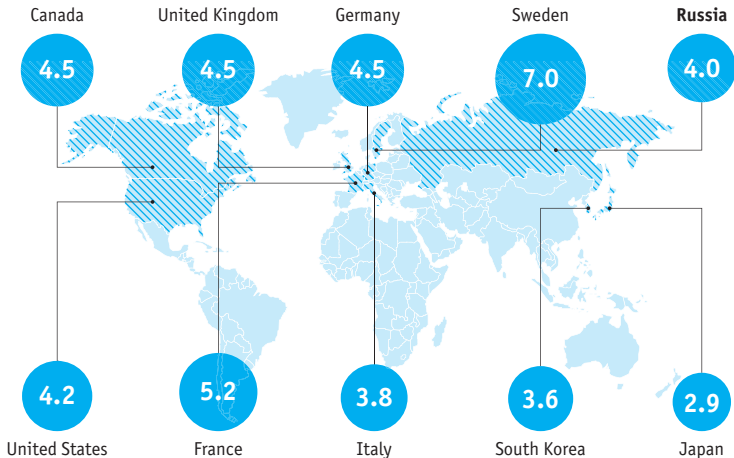 Canada
United Kingdom
Germany
Sweden
Russia
4.5
4.5
4.5
7.0
4.0
4.2
5.2
3.8
3.6
2.9
United States
France
Italy
South Korea
Japan